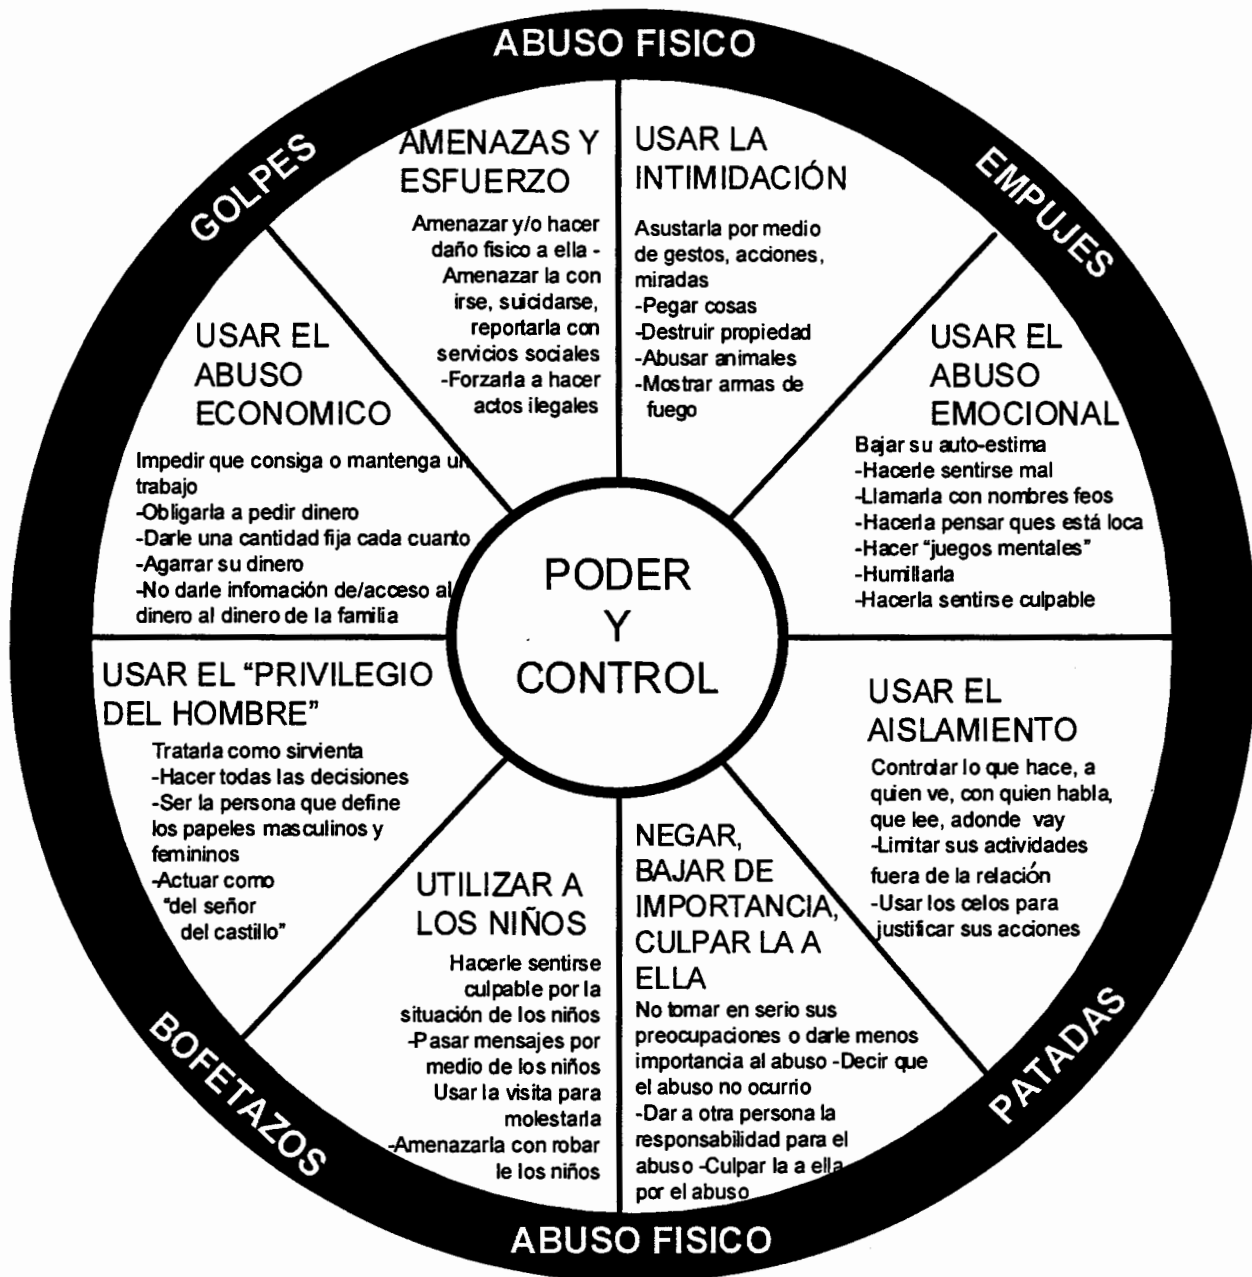 ABUSO FISICO
GOLPES
EMPUJES
AMENAZAS Y
ESFUERZO
Amenazar y/o hacer
daño fisico a ella -
Amenazar la con
irse, suicidarse,
reportarla con
servicios sociales
-Forzarla a hacer
actos ilegales
USAR LA
INTIMIDACIÓN
Asustarla por medio
de gestos, acciones,
miradas
-Pegar cosas
-Destruir propiedad
-Abusar animales
-Mostrar armas de
fuego
USAR EL
ABUSO
ECONOMICO
Impedir que consiga o mantenga un
trabajo
-Obligarla a pedir dinero
-Darle una cantidad fija cada cuanto
-Agarrar su dinero
-No darle infomación de/acceso al
dinero al dinero de la familia
USAR EL
ABUSO
EMOCIONAL
Bajar su auto-estima
-Hacerle sentirse mal
-Llamarla con nombres feos
-Hacerla pensar ques está loca
-Hacer “juegos mentales”
-Humillarla
-Hacerla sentirse culpable
PODER
Y
CONTROL
USAR EL “PRIVILEGIO
DEL HOMBRE”
Tratarla como sirvienta
-Hacer todas las decisiones
-Ser la persona que define
los papeles masculinos y
femininos
-Actuar como
“del señor
del castillo”
USAR EL
AISLAMIENTO
Controlar lo que hace, a
quien ve, con quien habla,
que lee, adonde vay
-Limitar sus actividades
fuera de la relación
-Usar los celos para
justificar sus acciones
UTILIZAR A
LOS NIÑOS
Hacerle sentirse
culpable por la
situación de los niños
-Pasar mensajes por
medio de los niños
Usar la visita para
molestarla
-Amenazarla con robar
le los niños
NEGAR,
BAJAR DE
IMPORTANCIA,
CULPAR LA A
ELLA
No tomar en serio sus
preocupaciones o darle menos
importancia al abuso -Decir que
el abuso no ocurrio
-Dar a otra persona la
responsabilidad para el
abuso -Culpar la a ella
por el abuso
BOFETAZOS
PATADAS
ABUSO FISICO